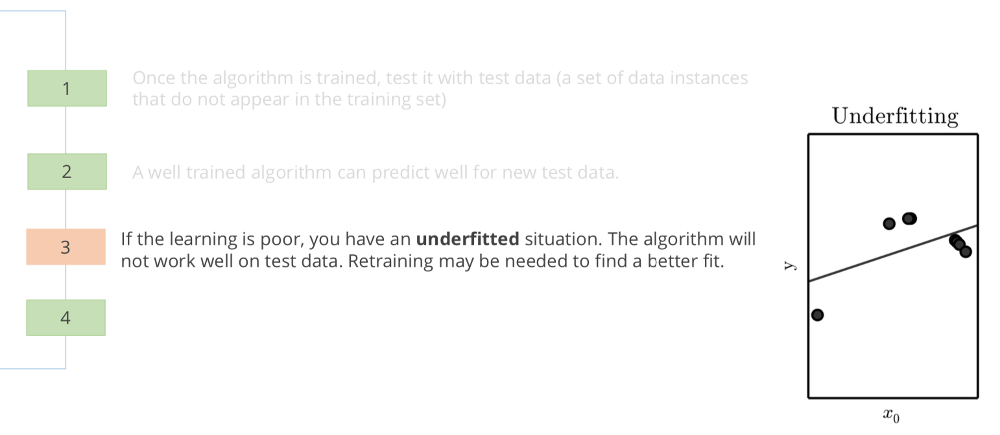 1
Once the algorithm is trained, test it with test data (a set of data instances
that do not appear in the training set)
2
A well trained algorithm can predict well for new test data.
3
If the learning is poor, you have an underfitted situation. The algorithm will
not work well on test data. Retraining may be needed to find a better fit.
4
Underfitting
y
x₀